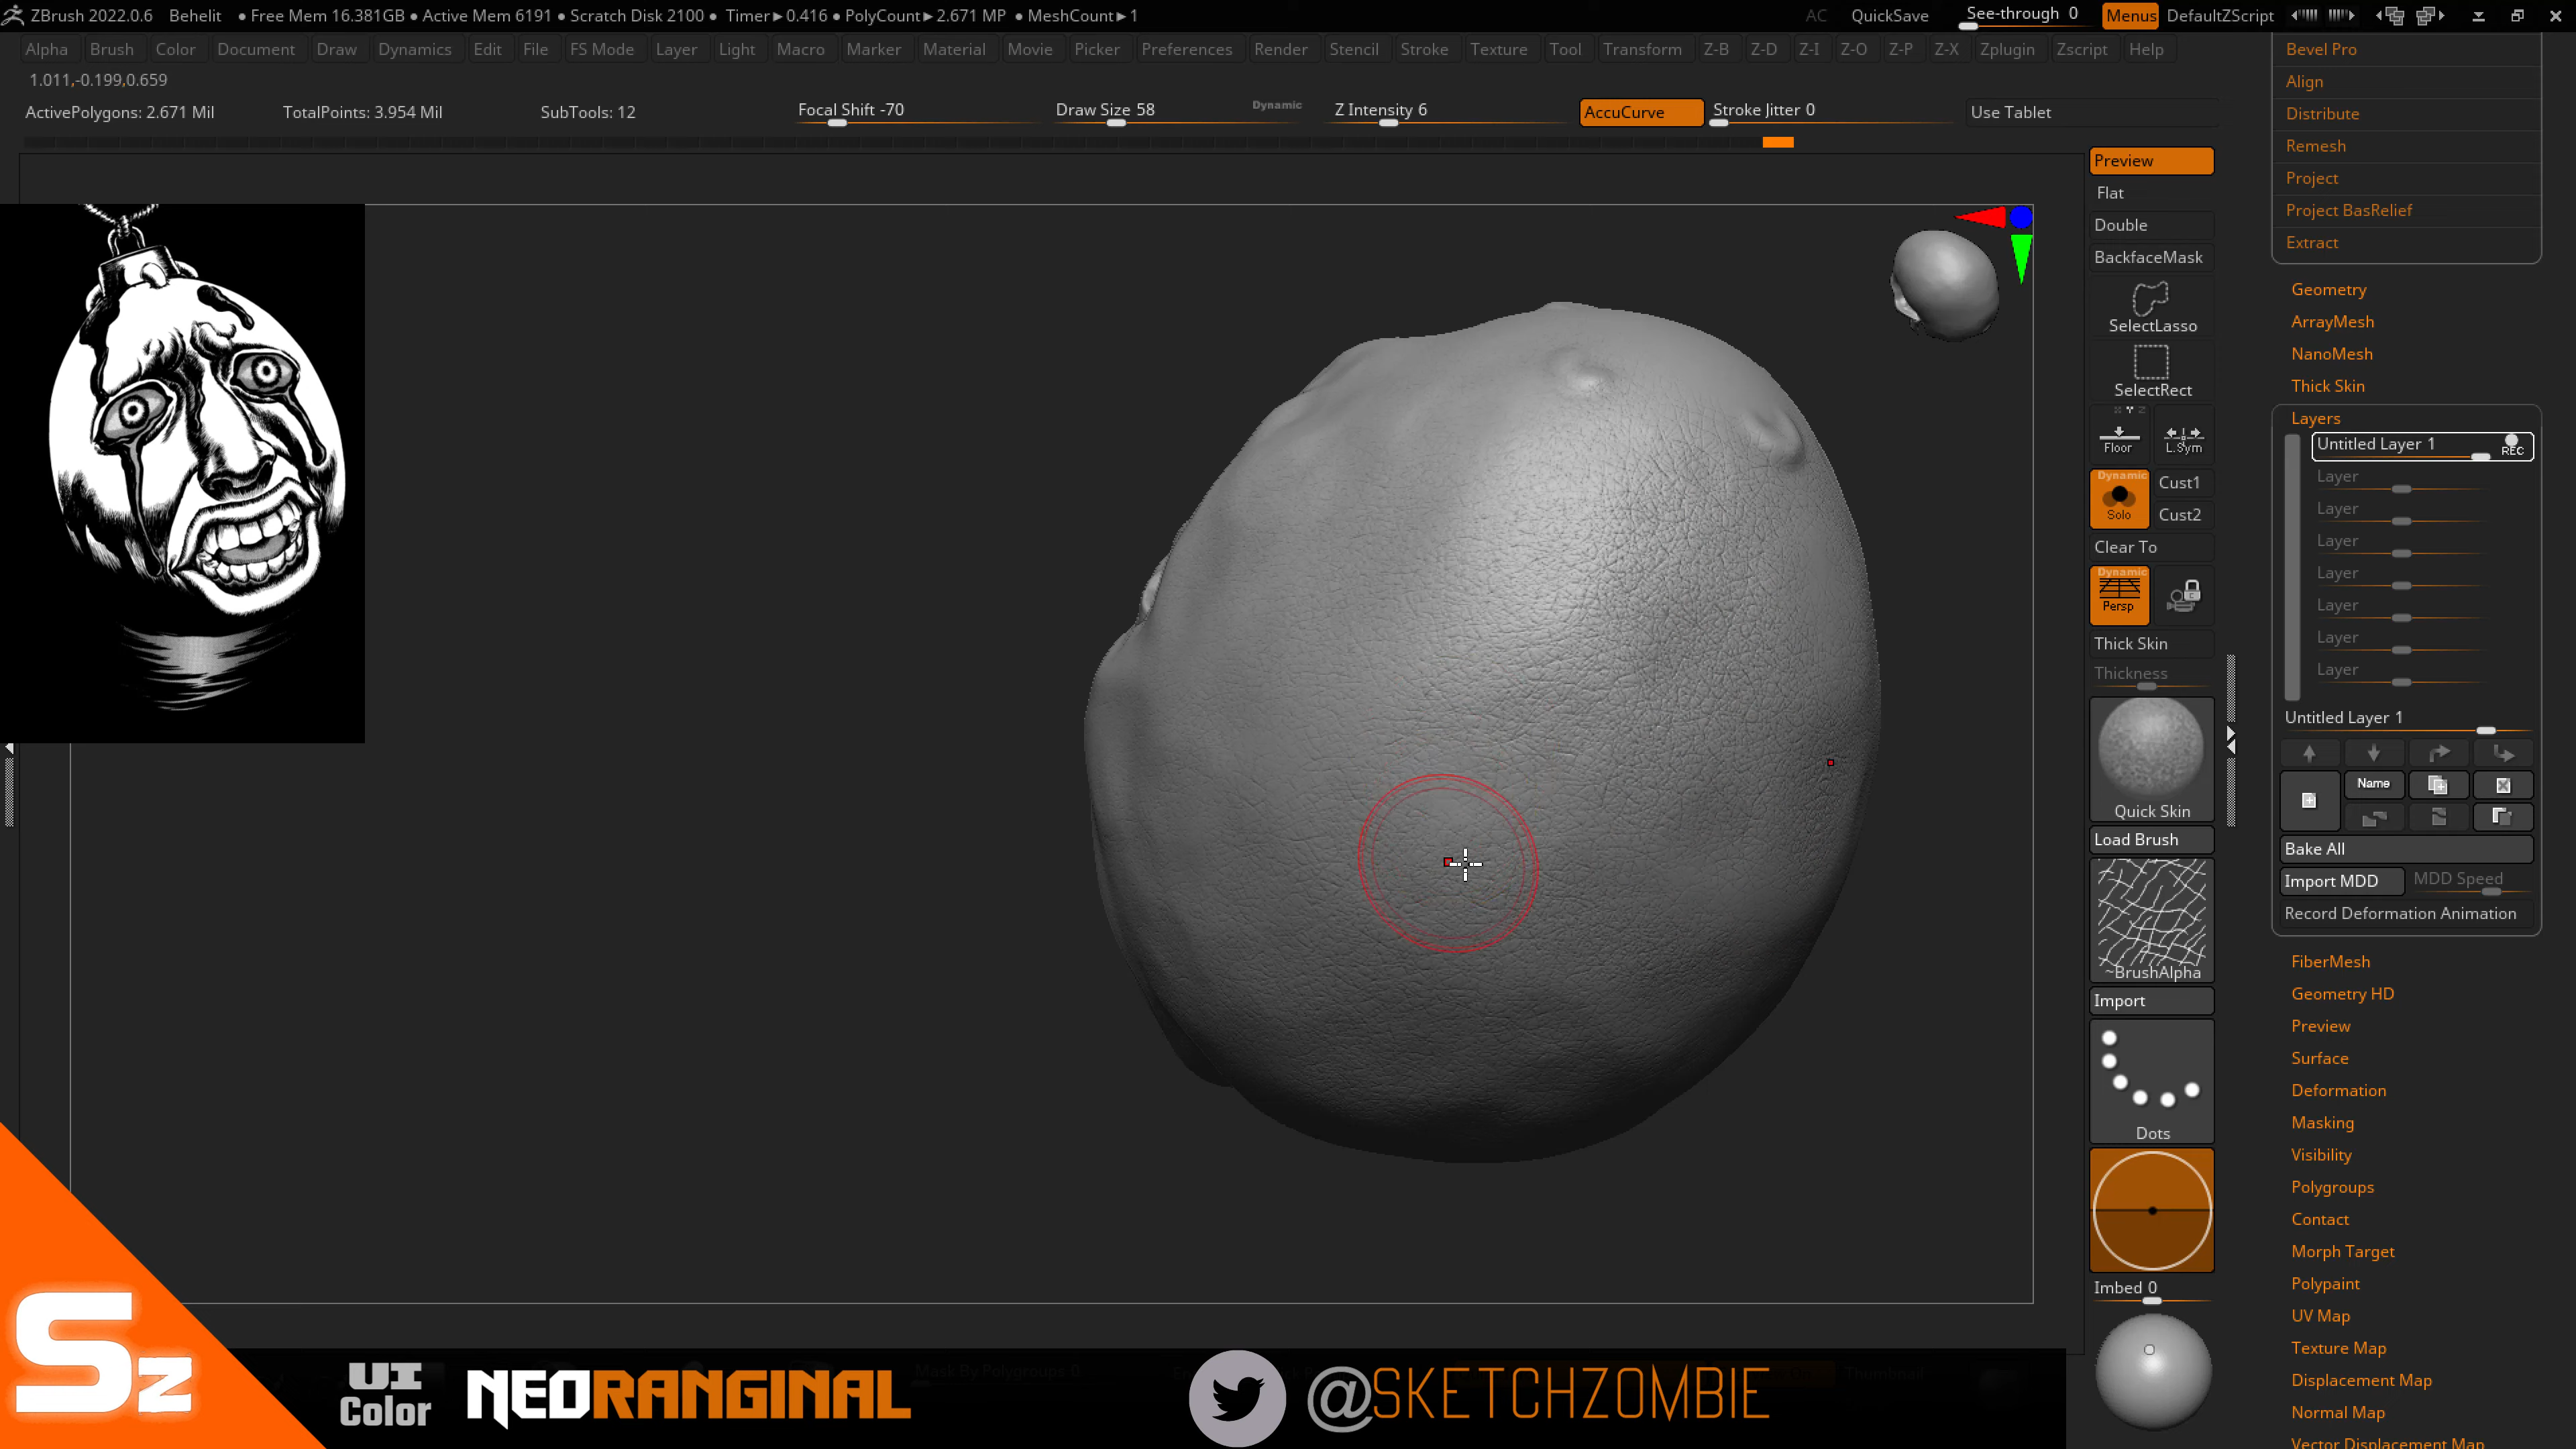 ZBrush 2022.0.6 Behelit • Free Mem 16.381GB • Active Mem 6191 • Scratch Disk 2100 • Timer►0.416 • PolyCount►2.671 MP • MeshCount►1 AC QuickSave See-through 0 Menus DefaultZScript
Alpha Brush Color Document Draw Dynamics Edit File FS Mode Layer Light Macro Marker Material Movie Picker Preferences Render Stencil Stroke Texture Tool Transform Z-B Z-D Z-I Z-O Z-P Z-X Zplugin Zscript Help
1.011,-0.199,0.659
ActivePolygons: 2.671 Mil TotalPoints: 3.954 Mil SubTools: 12 Focal Shift -70 Draw Size 58 Dynamic Z Intensity 6 AccuCurve Stroke Jitter 0 Use Tablet
Preview
Flat
Double
BackfaceMask
SelectLasso
SelectRect
Floor L.Sym
Dynamic
Solo
Cust1
Cust2
Clear To
Dynamic
Persp
Thick Skin
Thickness
Quick Skin
Load Brush
~BrushAlpha
Import
Dots
Imbed 0
Bevel Pro
Align
Distribute
Remesh
Project
Project BasRelief
Extract
Geometry
ArrayMesh
NanoMesh
Thick Skin
Layers
Untitled Layer 1 REC
Layer
Layer
Layer
Layer
Layer
Layer
Layer
Untitled Layer 1
Name
Bake All
Import MDD MDD Speed
Record Deformation Animation
FiberMesh
Geometry HD
Preview
Surface
Deformation
Masking
Visibility
Polygroups
Contact
Morph Target
Polypaint
UV Map
Texture Map
Displacement Map
Normal Map
Vector Displacement Map
Mask By Polygroups 0
Thumbnail
Sz
UI
Color
NEORANGINAL
@SKETCHZOMBIE